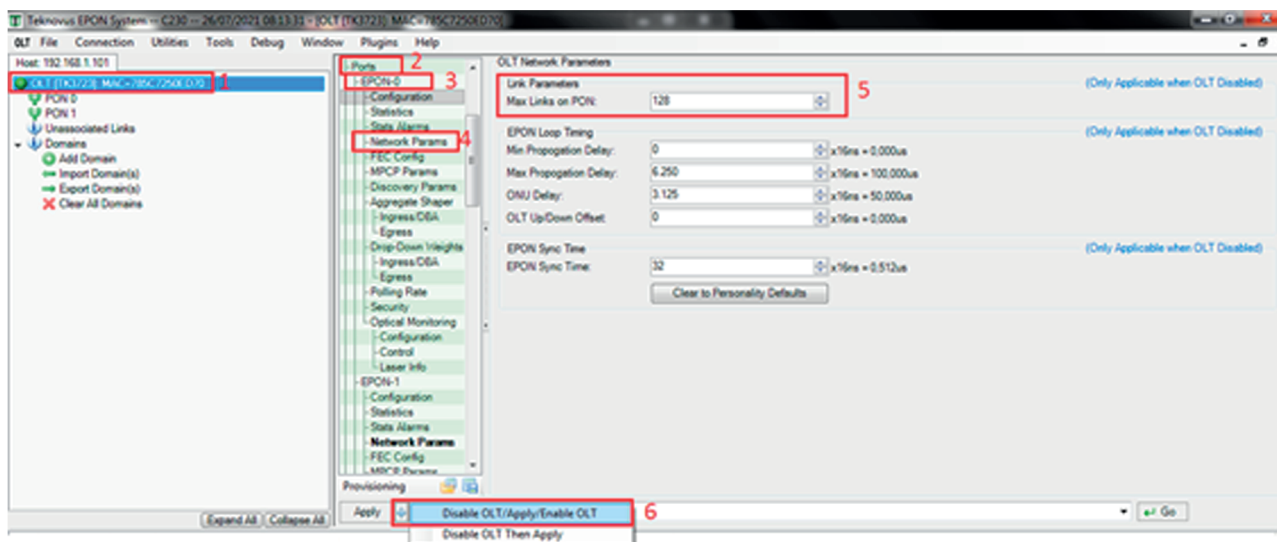 Teknovus EPON System -- C230 -- 26/07/2021 08:13:31 - [OLT [TK3723]: MAC=785C7250ED70]
OLT File Connection Utilities Tools Debug Window Plugins Help
Host: 192.168.1.101
OLT [TK3723]: MAC=785C7250ED70 1
PON 0
PON 1
Unassociated Links
Domains
Add Domain
Import Domain(s)
Export Domain(s)
Clear All Domains
Expand All Collapse All
Ports 2
EPON-0 3
Configuration
Statistics
Stats Alarms
Network Params 4
FEC Config
MPCP Params
Discovery Params
Aggregate Shaper
Ingress/DBA
Egress
Drop-Down Weights
Ingress/DBA
Egress
Polling Rate
Security
Optical Monitoring
Configuration
Control
Laser Info
EPON-1
Configuration
Statistics
Stats Alarms
Network Params
FEC Config
MPCP Params
Provisioning
OLT Network Parameters
Link Parameters 5 (Only Applicable when OLT Disabled)
Max Links on PON: 128
EPON Loop Timing (Only Applicable when OLT Disabled)
Min Propogation Delay: 0 x16ns = 0,000us
Max Propogation Delay: 6.250 x16ns = 100,000us
ONU Delay: 3.125 x16ns = 50,000us
OLT Up/Down Offset: 0 x16ns = 0,000us
EPON Sync Time (Only Applicable when OLT Disabled)
EPON Sync Time: 32 x16ns = 0,512us
Clear to Personality Defaults
Apply Disable OLT/Apply/Enable OLT 6 Go
Disable OLT Then Apply